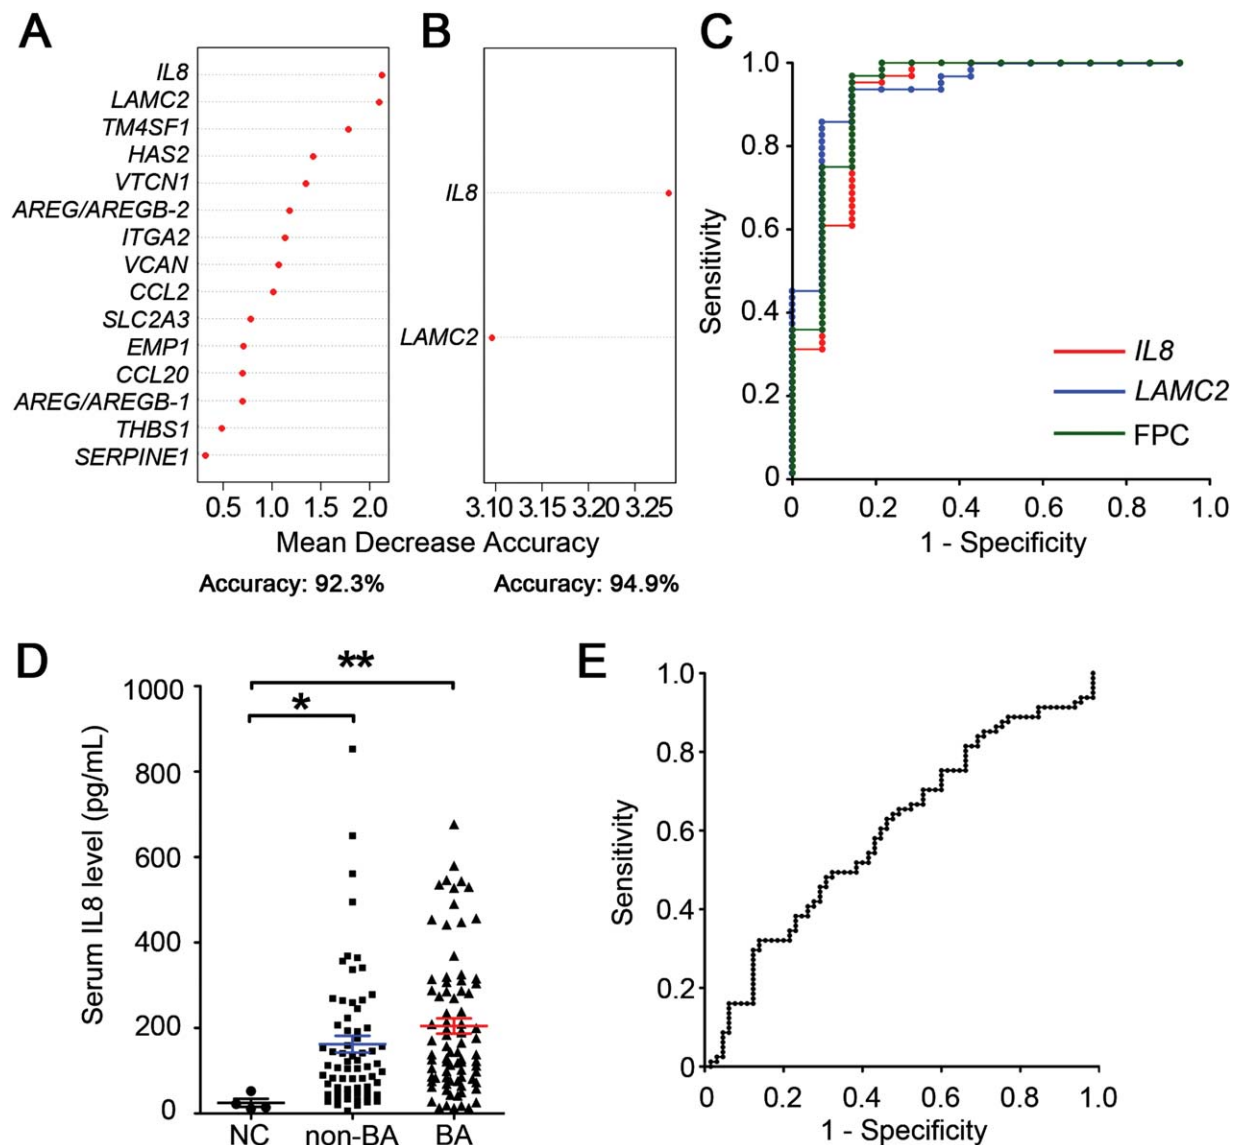 A
IL8
LAMC2
TM4SF1
HAS2
VTCN1
AREG/AREGB-2
ITGA2
VCAN
CCL2
SLC2A3
EMP1
CCL20
AREG/AREGB-1
THBS1
SERPINE1
0.5 1.0 1.5 2.0
B
IL8
LAMC2
3.10 3.15 3.20 3.25
Mean Decrease Accuracy
Accuracy: 92.3%
Accuracy: 94.9%
C
Sensitivity
1.0
0.8
0.6
0.4
0.2
0
IL8
LAMC2
FPC
0 0.2 0.4 0.6 0.8 1.0
1 - Specificity
D
Serum IL8 level (pg/mL)
1000
800
600
400
200
0
**
*
NC non-BA BA
E
Sensitivity
1.0
0.8
0.6
0.4
0.2
0
0 0.2 0.4 0.6 0.8 1.0
1 - Specificity